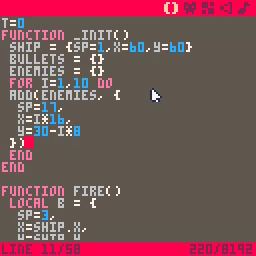 T=0
FUNCTION _INIT()
SHIP = {SP=1,X=60,Y=60}
BULLETS = {}
ENEMIES = {}
FOR I=1,10 DO
ADD(ENEMIES, {
SP=17,
X=I*16,
Y=30-I*8
})
END
END
FUNCTION FIRE()
LOCAL B = {
SP=3,
X=SHIP.X,
LINE 11/58 220/8192